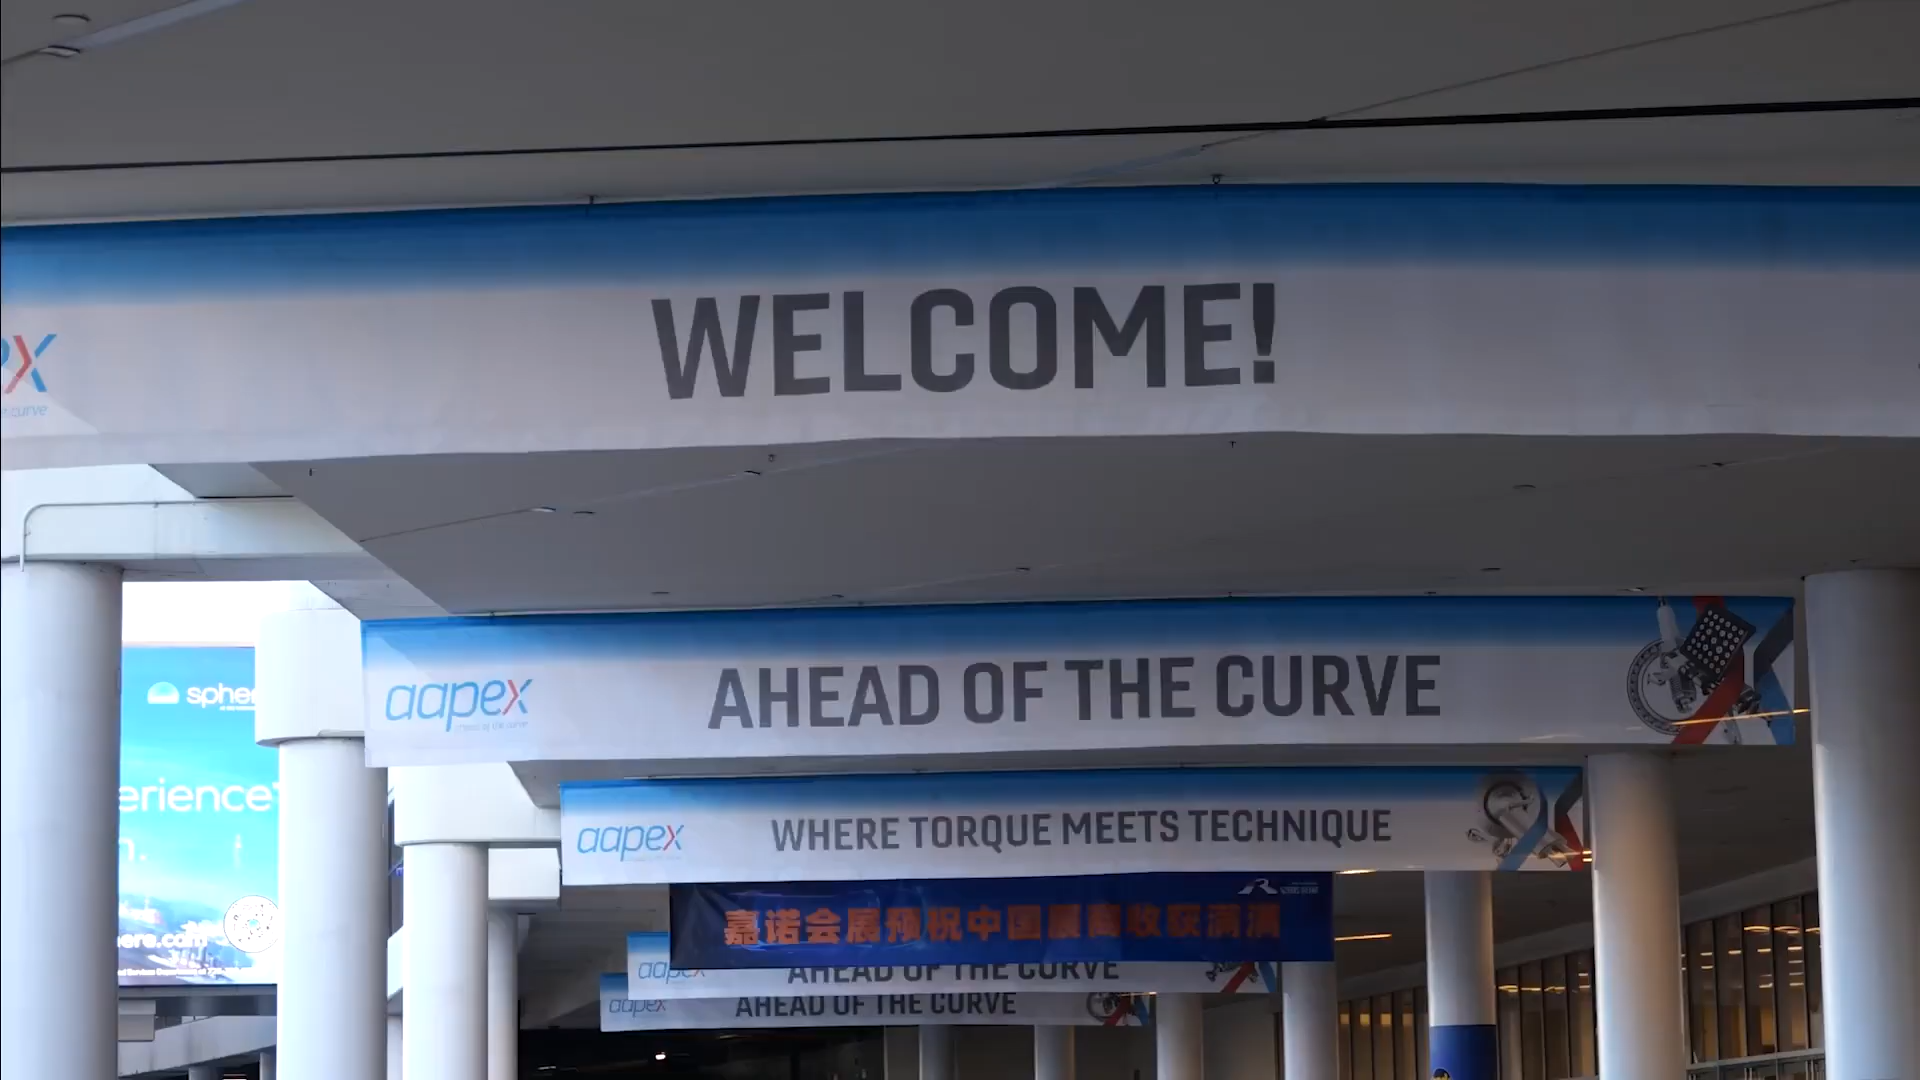 WELCOME!
aapex
AHEAD OF THE CURVE
aapex
WHERE TORQUE MEETS TECHNIQUE
嘉诺会展预祝中国展商收获满满
aapex
AHEAD OF THE CURVE
aapex
AHEAD OF THE CURVE